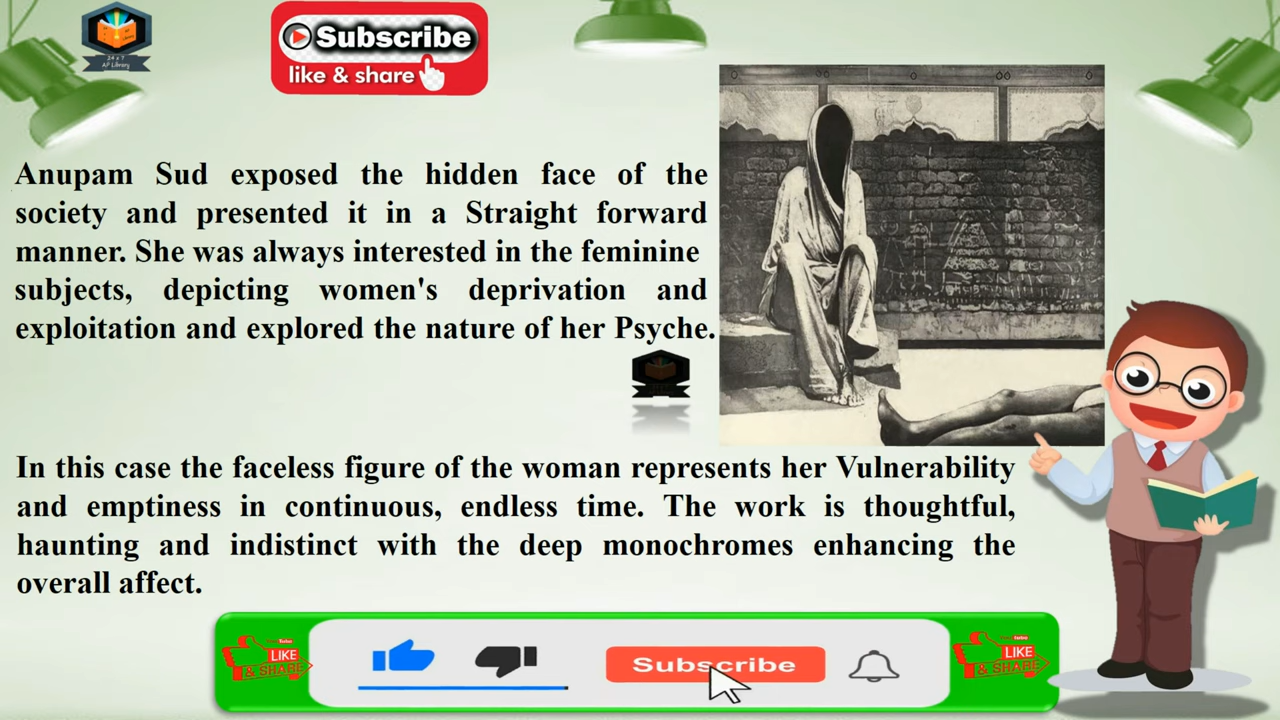 24 x 7
AP Library
Subscribe
like & share
Anupam Sud exposed the hidden face of the
society and presented it in a Straight forward
manner. She was always interested in the feminine
subjects, depicting women's deprivation and
exploitation and explored the nature of her Psyche.
In this case the faceless figure of the woman represents her Vulnerability
and emptiness in continuous, endless time. The work is thoughtful,
haunting and indistinct with the deep monochromes enhancing the
overall affect.
LIKE
& SHARE
Subscribe
LIKE
& SHARE